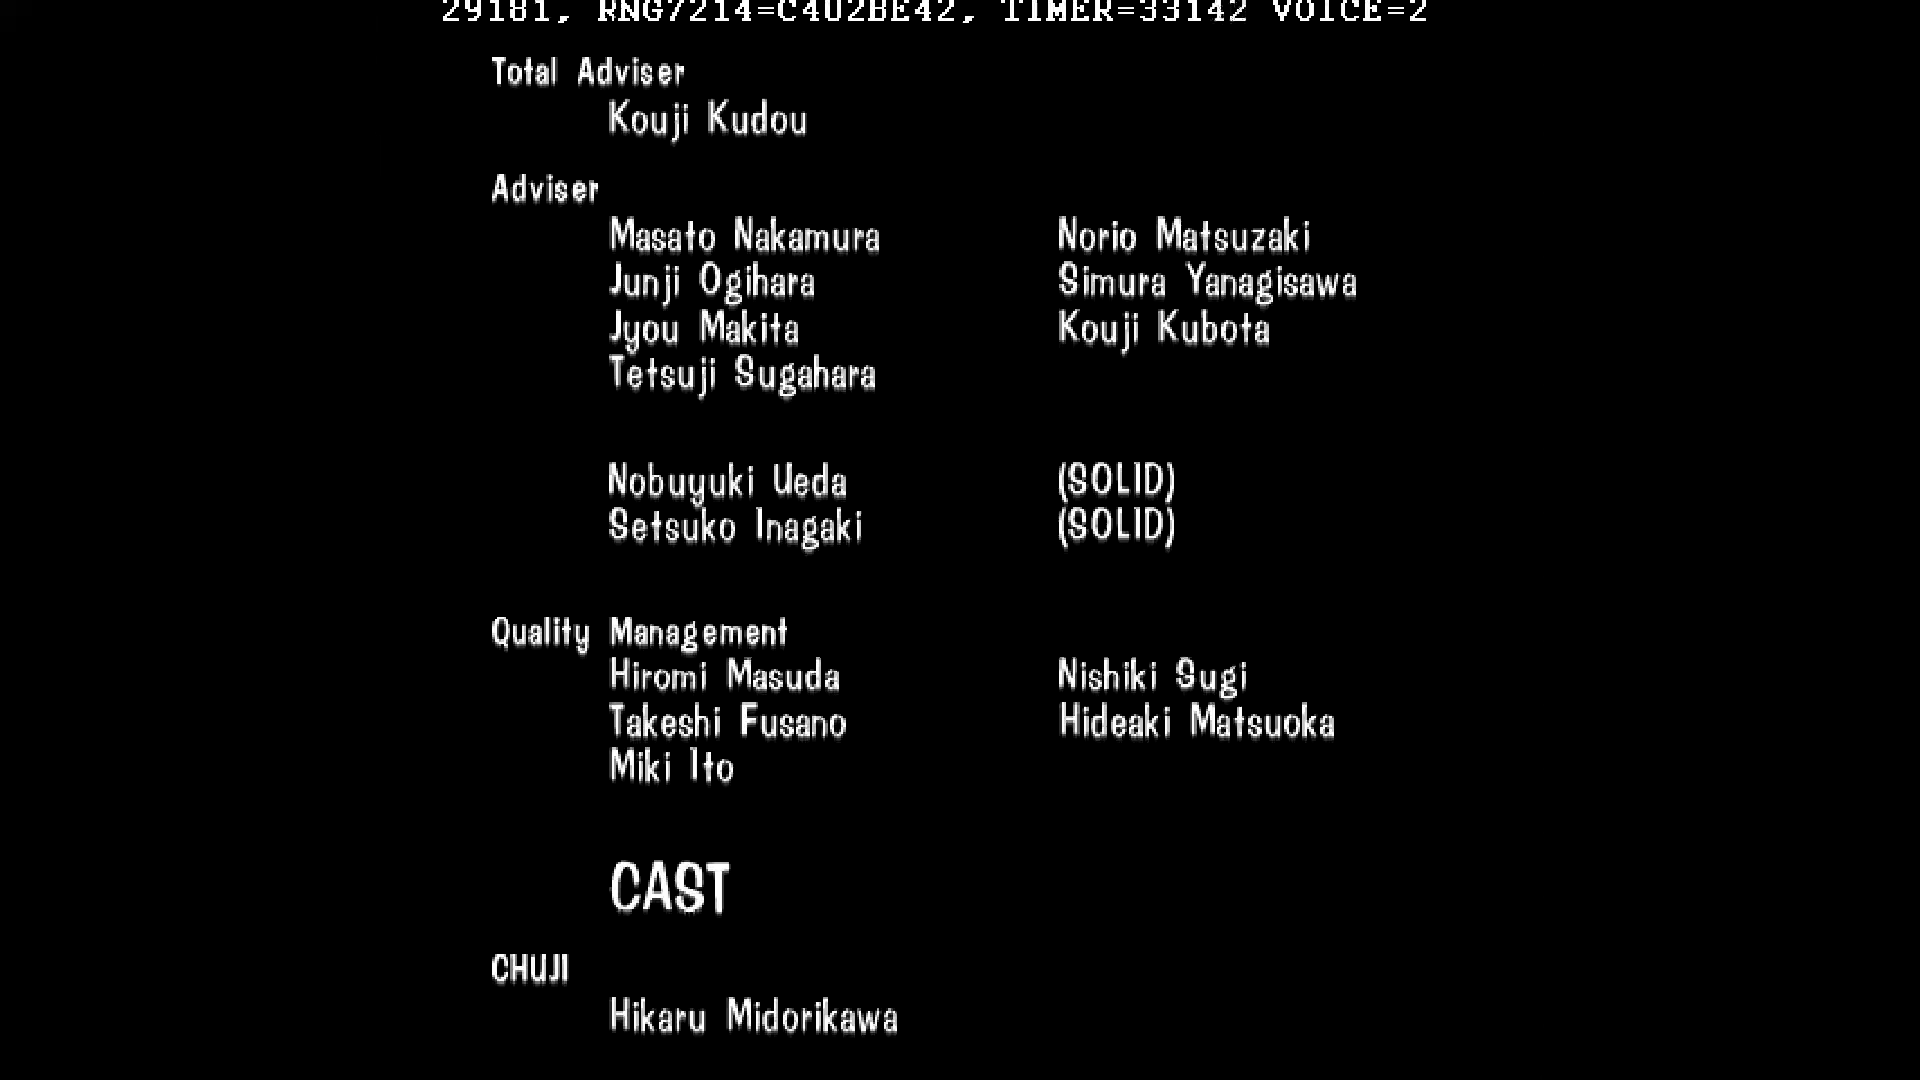 29181, RNG7214=C402BE42, TIMER=33142 VOICE=2
Total Adviser
Kouji Kudou
Adviser
Masato Nakamura Norio Matsuzaki
Junji Ogihara Simura Yanagisawa
Jyou Makita Kouji Kubota
Tetsuji Sugahara
Nobuyuki Ueda (SOLID)
Setsuko Inagaki (SOLID)
Quality Management
Hiromi Masuda Nishiki Sugi
Takeshi Fusano Hideaki Matsuoka
Miki Ito
CAST
CHUJI
Hikaru Midorikawa